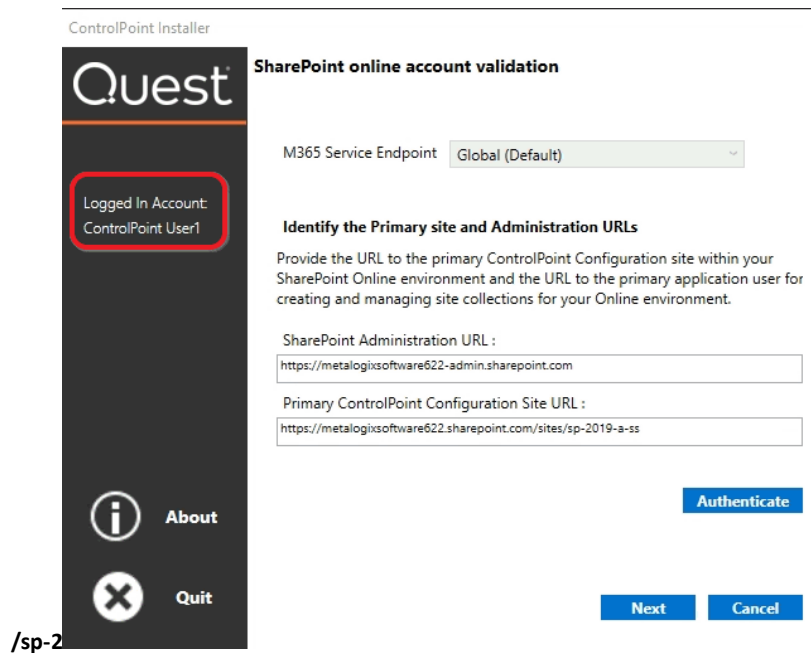 ControlPoint Installer
Quest
SharePoint online account validation
M365 Service Endpoint Global (Default)
Logged In Account:
ControlPoint User1
Identify the Primary site and Administration URLs
Provide the URL to the primary ControlPoint Configuration site within your
SharePoint Online environment and the URL to the primary application user for
creating and managing site collections for your Online environment.
SharePoint Administration URL :
https://metalogixsoftware622-admin.sharepoint.com
Primary ControlPoint Configuration Site URL :
https://metalogixsoftware622.sharepoint.com/sites/sp-2019-a-ss
Authenticate
About
Quit
Next Cancel
/sp-2